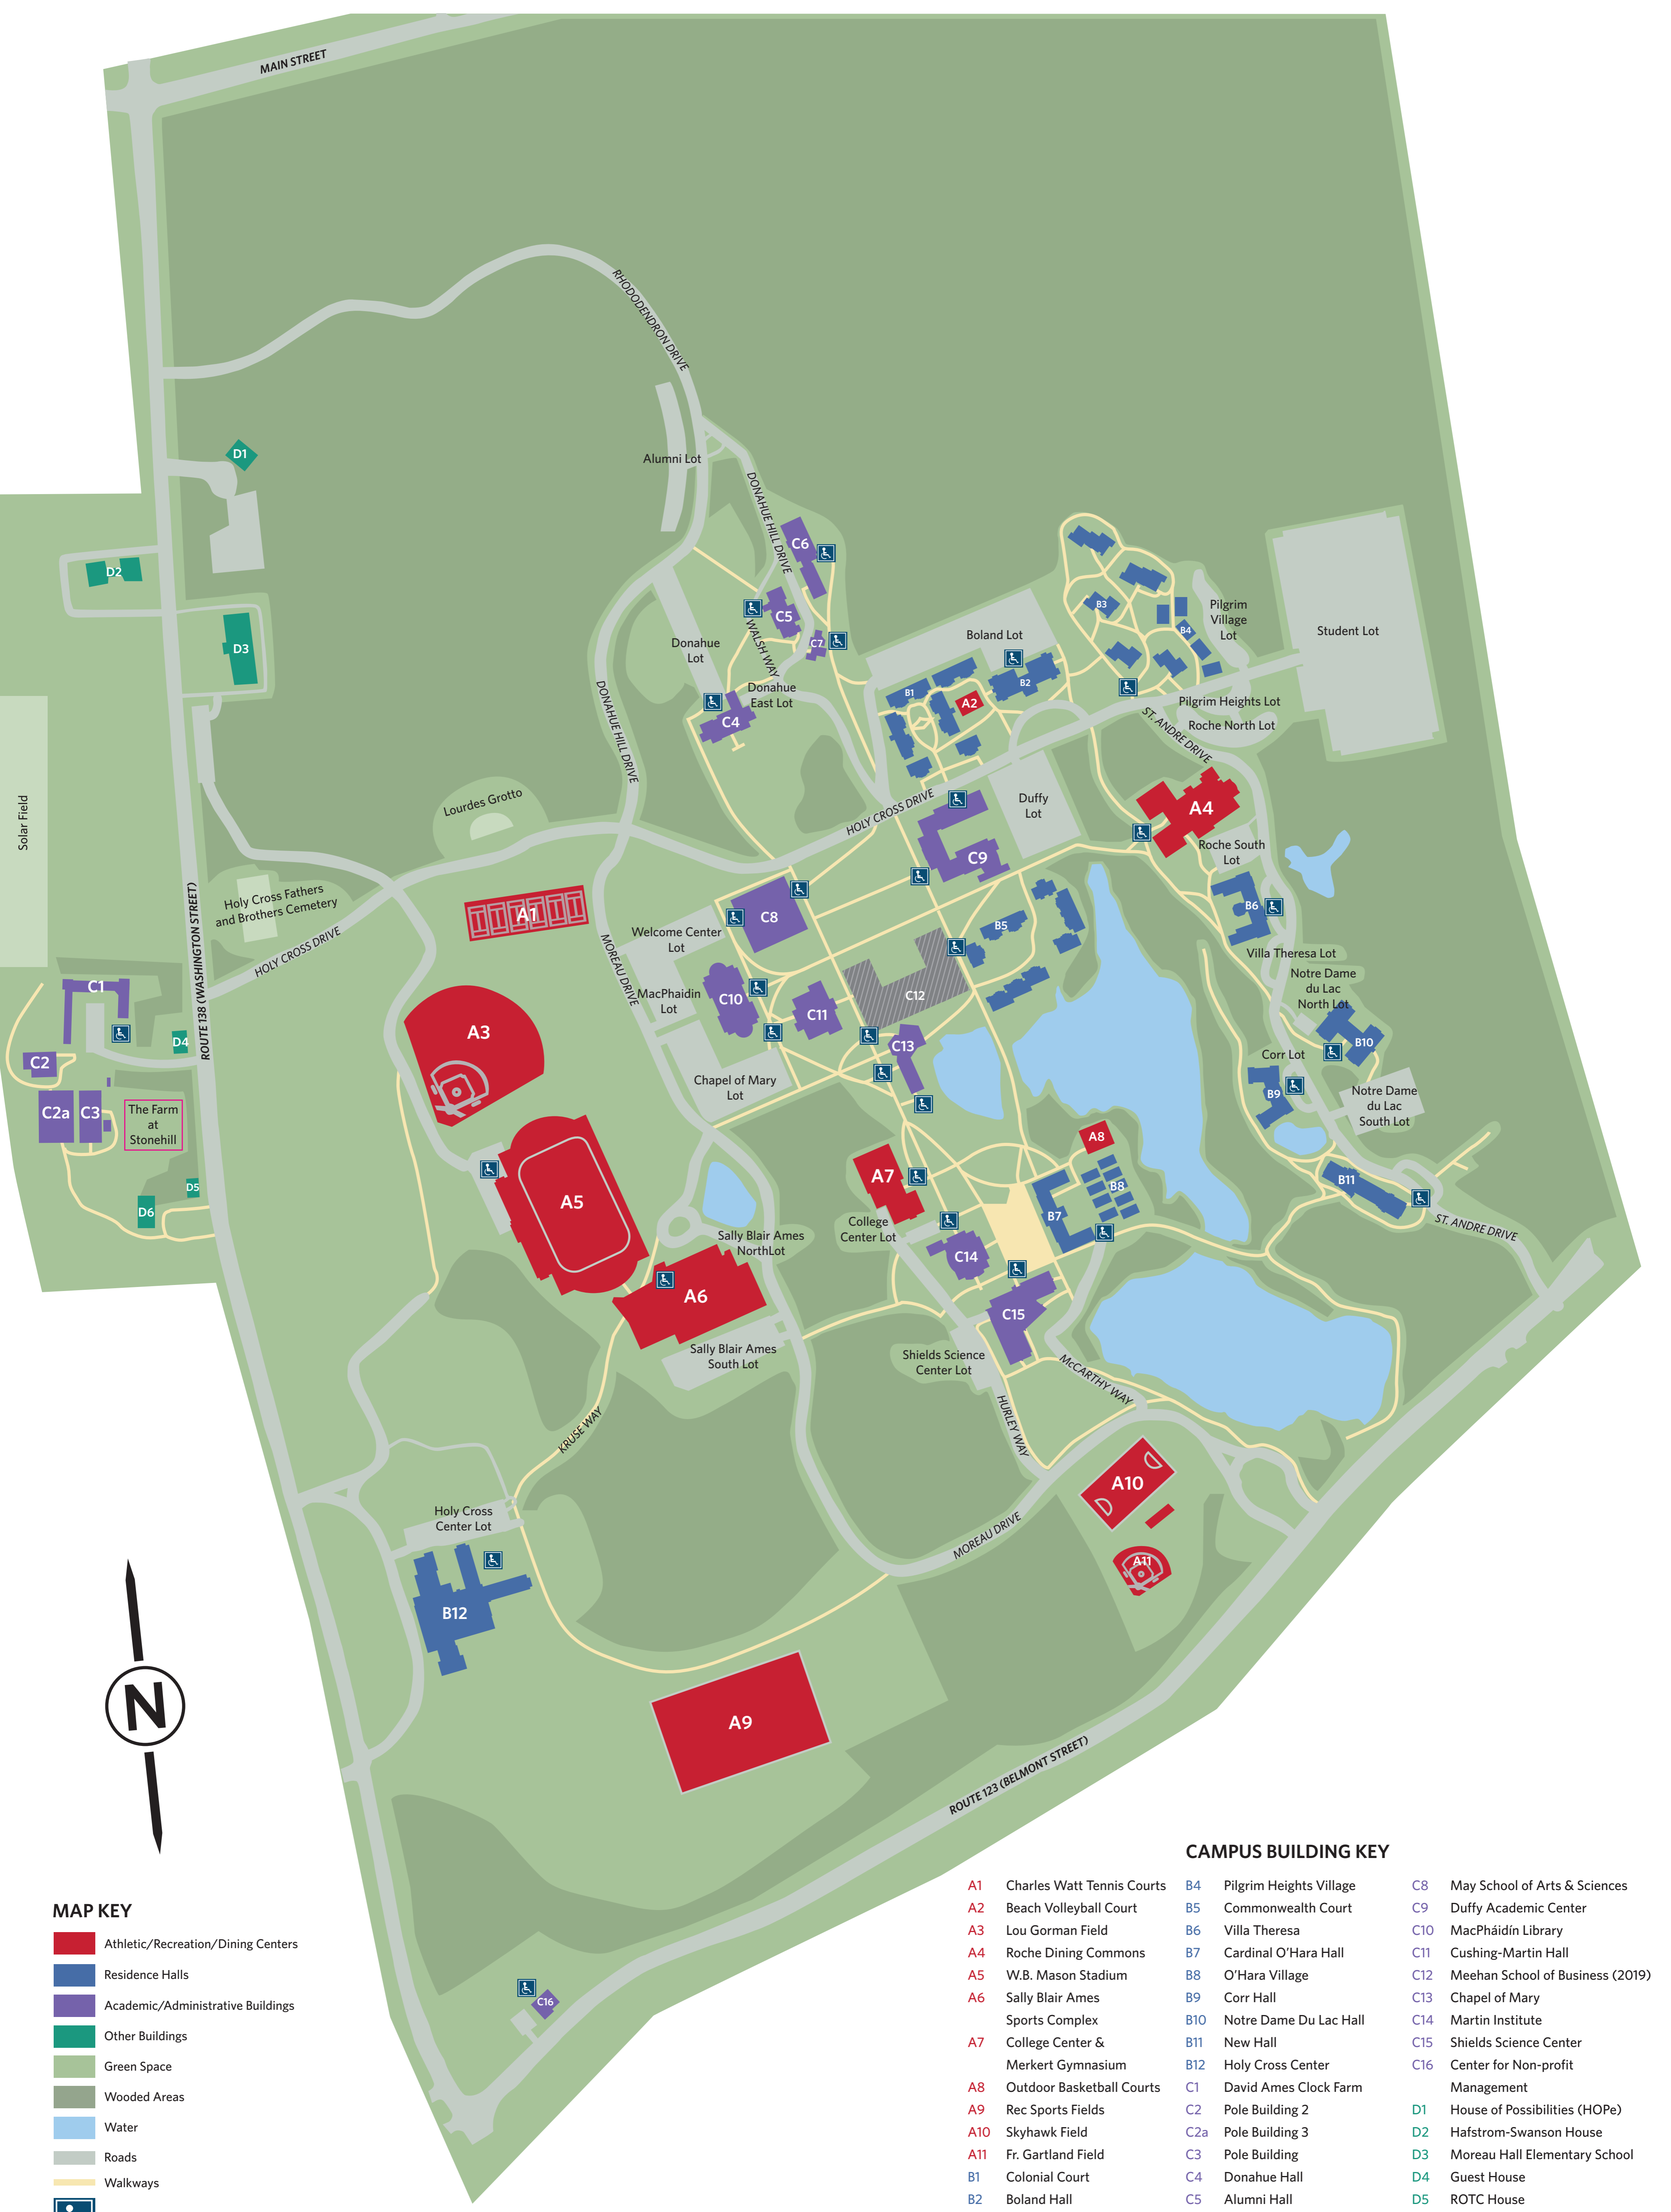 MAIN STREET
RHODODENDRON DRIVE
D1
Alumni Lot
DONAHUE HILL DRIVE
C6
D2
C5
WALSH WAY
C7
D3
Donahue
Lot
Donahue
East Lot
C4
DONAHUE HILL DRIVE
Boland Lot
B1
B2
A2
B3
B4
Pilgrim
Village
Lot
Student Lot
Pilgrim Heights Lot
Roche North Lot
ST. ANDRE DRIVE
Solar Field
Lourdes Grotto
HOLY CROSS DRIVE
Duffy
Lot
A4
Roche South
Lot
C9
Holy Cross Fathers
and Brothers Cemetery
ROUTE 138 (WASHINGTON STREET)
HOLY CROSS DRIVE
A1
C8
Welcome Center
Lot
MOREAU DRIVE
B5
B6
Villa Theresa Lot
Notre Dame
du Lac
North Lot
C1
MacPhaidin
Lot
C10
C11
C12
C13
A3
D4
C2
B10
Corr Lot
B9
Notre Dame
du Lac
South Lot
Chapel of Mary
Lot
C2a
C3
The Farm
at
Stonehill
A8
A7
B8
B7
B11
D5
D6
A5
College
Center Lot
ST. ANDRE DRIVE
Sally Blair Ames
NorthLot
C14
A6
C15
Sally Blair Ames
South Lot
Shields Science
Center Lot
McCARTHY WAY
HURLEY WAY
KRUSE WAY
A10
Holy Cross
Center Lot
MOREAU DRIVE
A11
B12
N
A9
ROUTE 123 (BELMONT STREET)
C16
MAP KEY
Athletic/Recreation/Dining Centers
Residence Halls
Academic/Administrative Buildings
Other Buildings
Green Space
Wooded Areas
Water
Roads
Walkways
CAMPUS BUILDING KEY
A1 Charles Watt Tennis Courts
A2 Beach Volleyball Court
A3 Lou Gorman Field
A4 Roche Dining Commons
A5 W.B. Mason Stadium
A6 Sally Blair Ames
Sports Complex
A7 College Center &
Merkert Gymnasium
A8 Outdoor Basketball Courts
A9 Rec Sports Fields
A10 Skyhawk Field
A11 Fr. Gartland Field
B1 Colonial Court
B2 Boland Hall
B4 Pilgrim Heights Village
B5 Commonwealth Court
B6 Villa Theresa
B7 Cardinal O'Hara Hall
B8 O'Hara Village
B9 Corr Hall
B10 Notre Dame Du Lac Hall
B11 New Hall
B12 Holy Cross Center
C1 David Ames Clock Farm
C2 Pole Building 2
C2a Pole Building 3
C3 Pole Building
C4 Donahue Hall
C5 Alumni Hall
C8 May School of Arts & Sciences
C9 Duffy Academic Center
C10 MacPháidín Library
C11 Cushing-Martin Hall
C12 Meehan School of Business (2019)
C13 Chapel of Mary
C14 Martin Institute
C15 Shields Science Center
C16 Center for Non-profit
Management
D1 House of Possibilities (HOPe)
D2 Hafstrom-Swanson House
D3 Moreau Hall Elementary School
D4 Guest House
D5 ROTC House